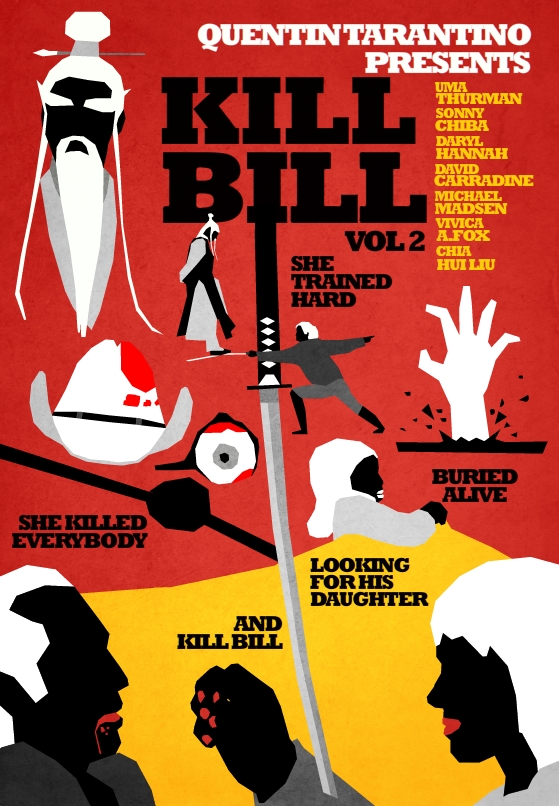 QUENTIN TARANTINO
PRESENTS
KILL
BILL
VOL 2
UMA
THURMAN
SONNY
CHIBA
DARYL
HANNAH
DAVID
CARRADINE
MICHAEL
MADSEN
VIVICA
A.FOX
CHIA
HUI LIU
SHE
TRAINED
HARD
BURIED
ALIVE
SHE KILLED
EVERYBODY
LOOKING
FOR HIS
DAUGHTER
AND
KILL BILL